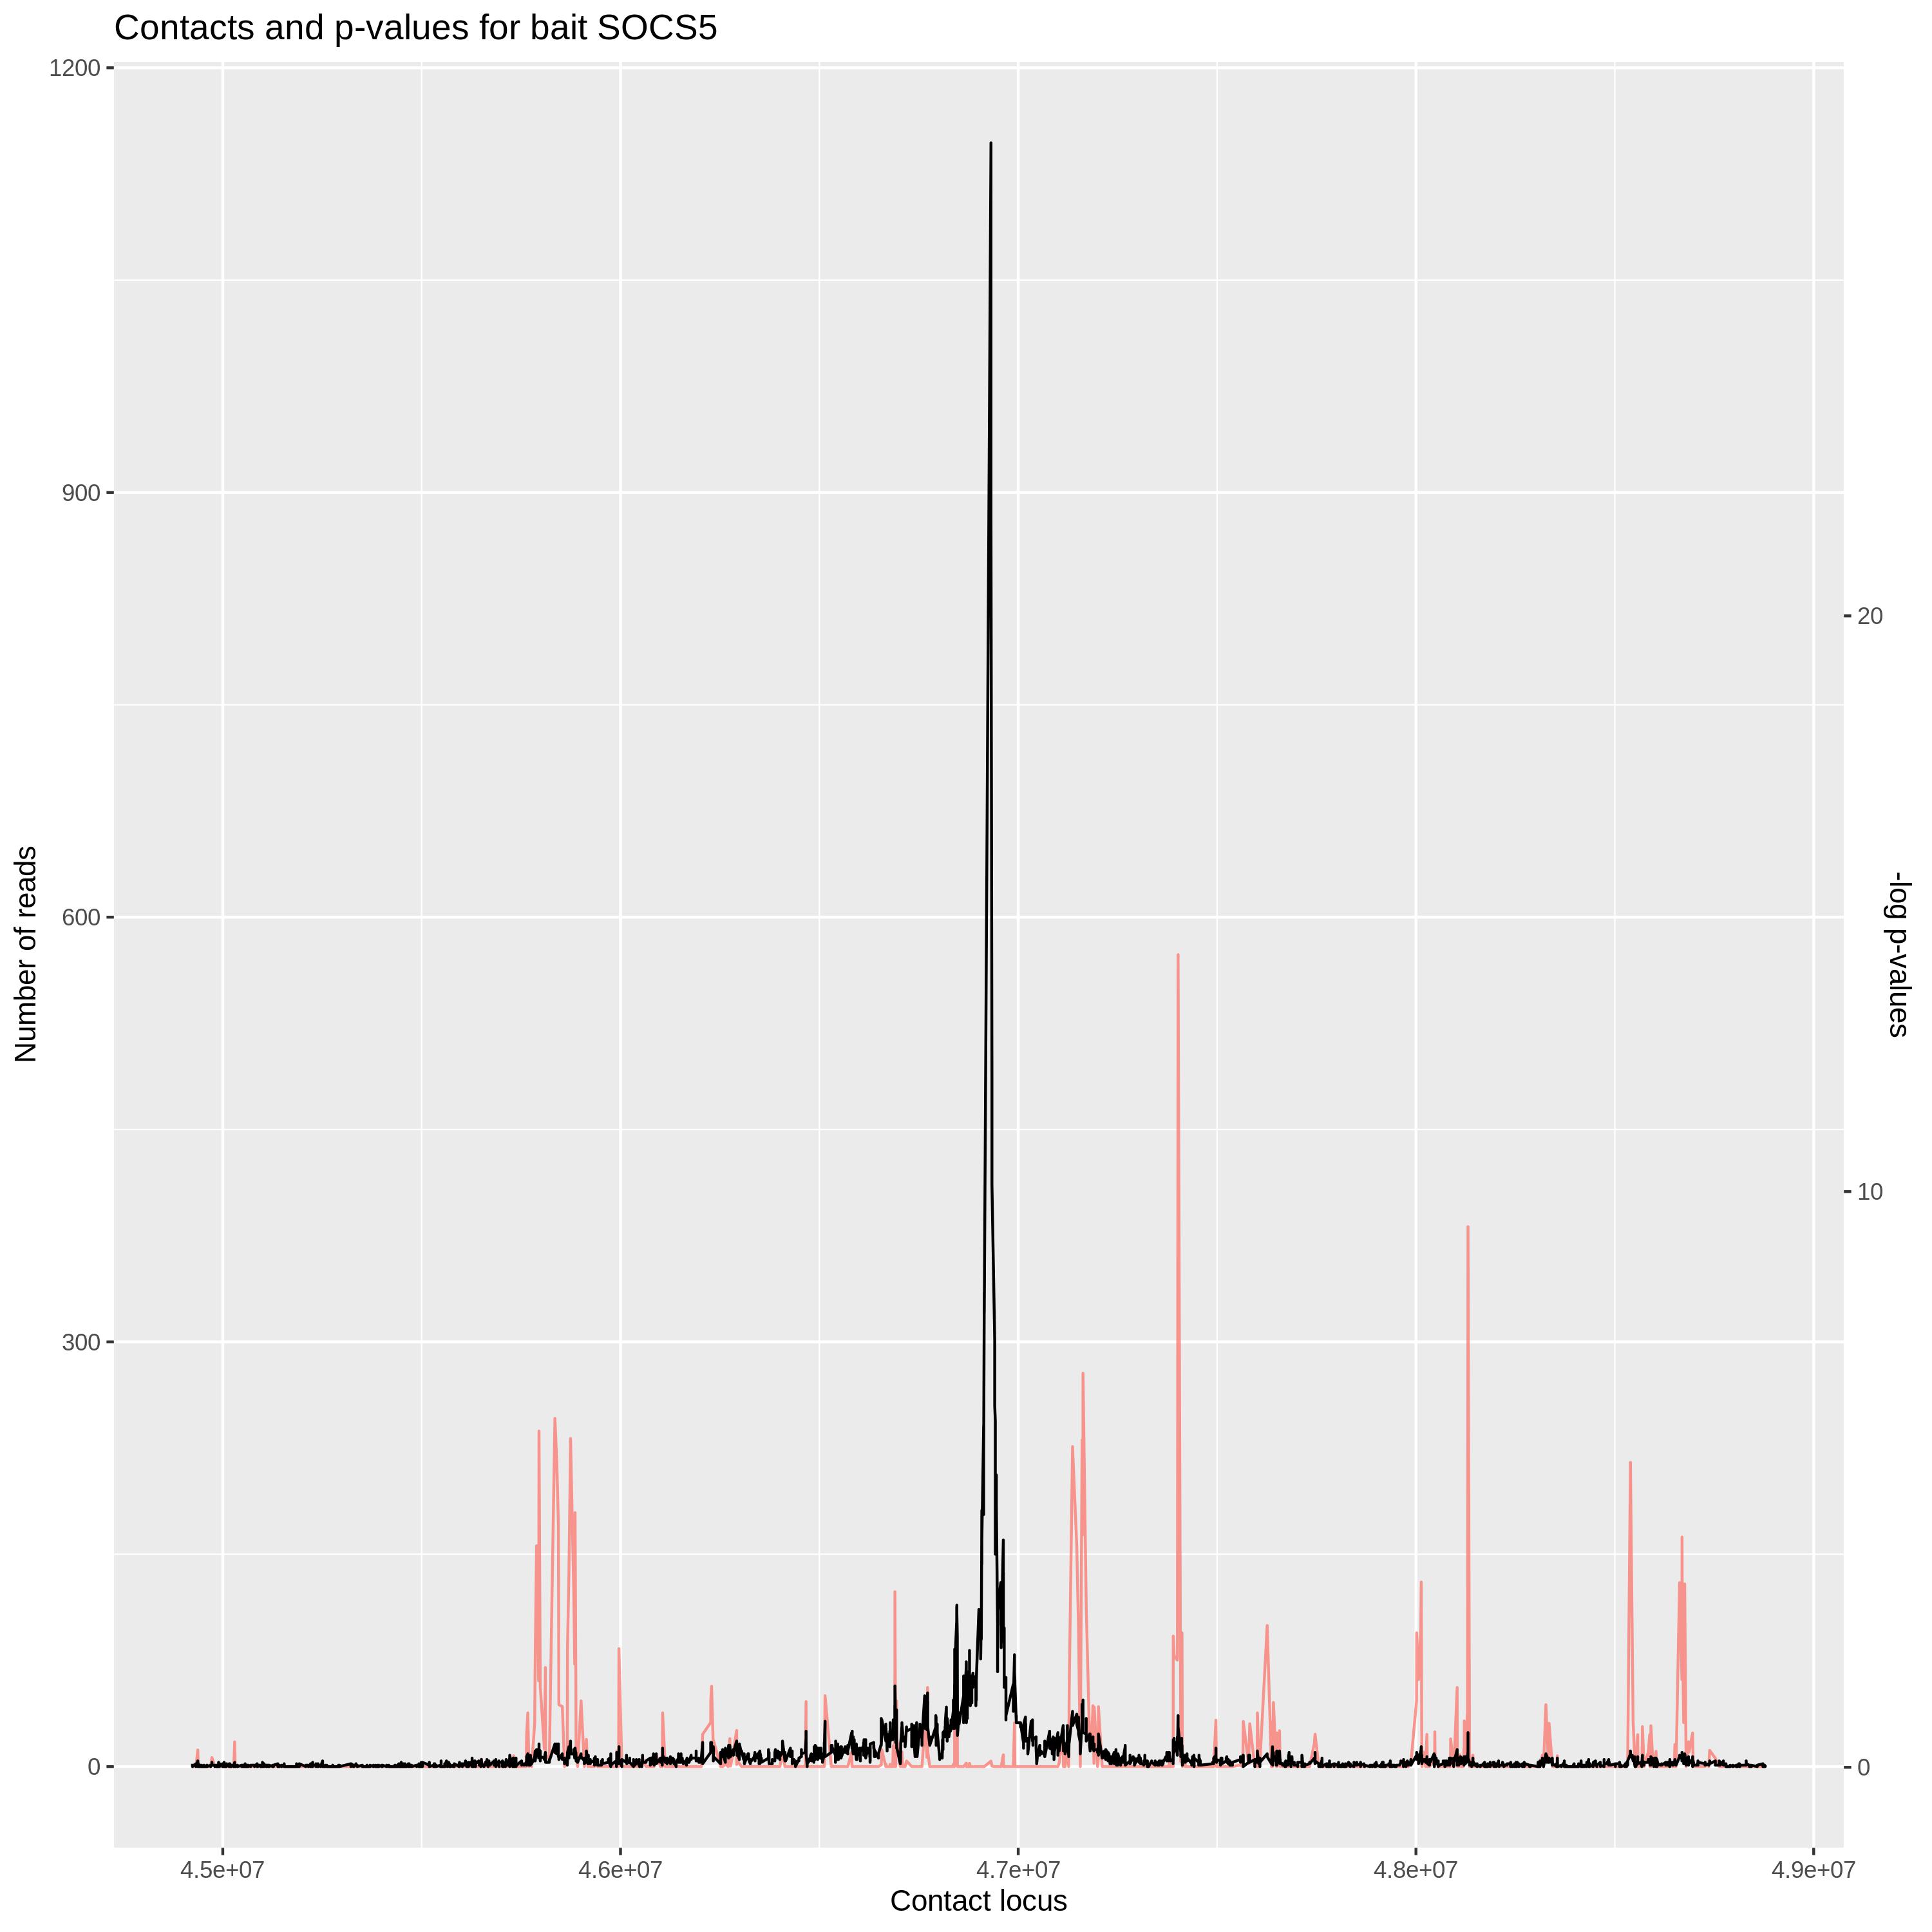 Contacts and p-values for bait SOCS5
1200
900
600
300
0
Number of reads
20
10
0
-log p-values
4.5e+07
4.6e+07
4.7e+07
4.8e+07
4.9e+07
Contact locus